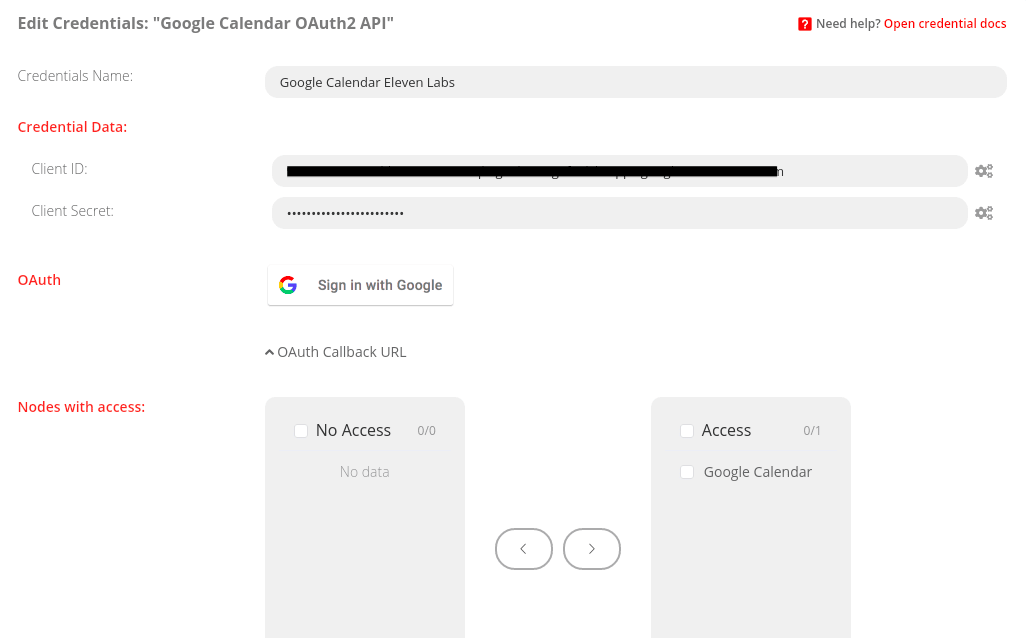 Edit Credentials: "Google Calendar OAuth2 API"
? Need help? Open credential docs
Credentials Name:
Google Calendar Eleven Labs
Credential Data:
Client ID:
Client Secret:
••••••••••••••••••••••••
OAuth
Sign in with Google
OAuth Callback URL
Nodes with access:
No Access 0/0
No data
Access 0/1
Google Calendar